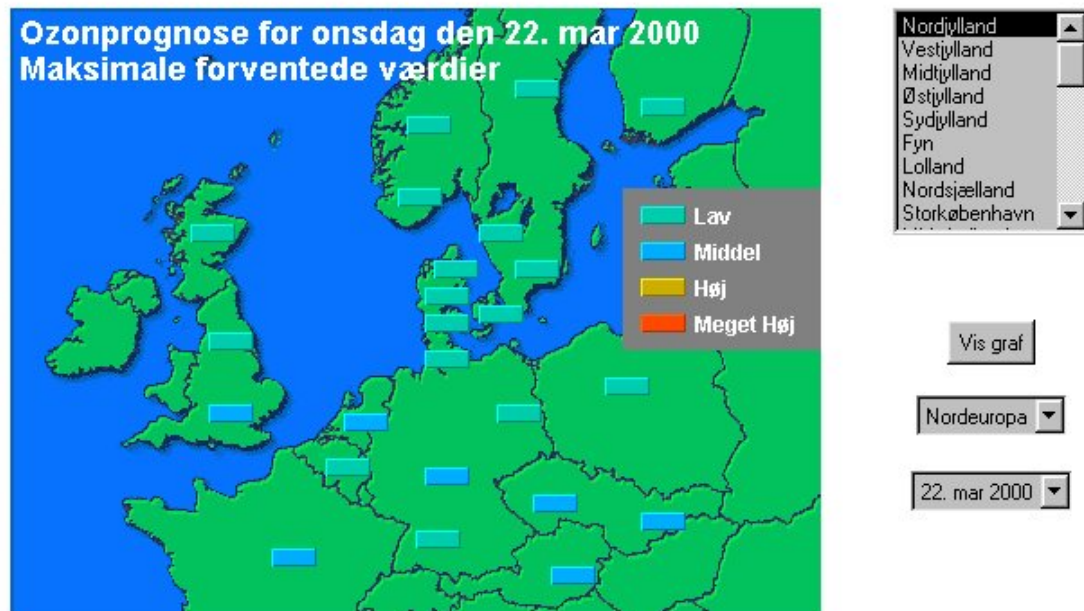 Ozonprognose for onsdag den 22. mar 2000
Maksimale forventede værdier
Lav
Middel
Høj
Meget Høj
Nordjylland
Vestjylland
Midtjylland
Østjylland
Sydjylland
Fyn
Lolland
Nordsjælland
Storkøbenhavn
Vis graf
Nordeuropa
22. mar 2000